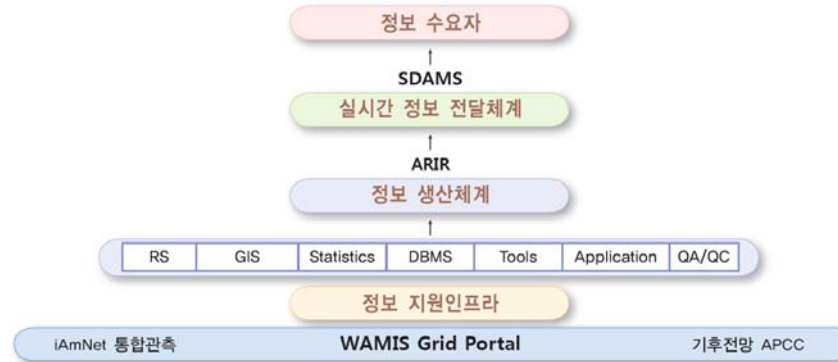 정보 수요자
SDAMS
실시간 정보 전달체계
ARIR
정보 생산체계
RS GIS Statistics DBMS Tools Application QA/QC
정보 지원인프라
iAmNet 통합관측 WAMIS Grid Portal 기후전망 APCC